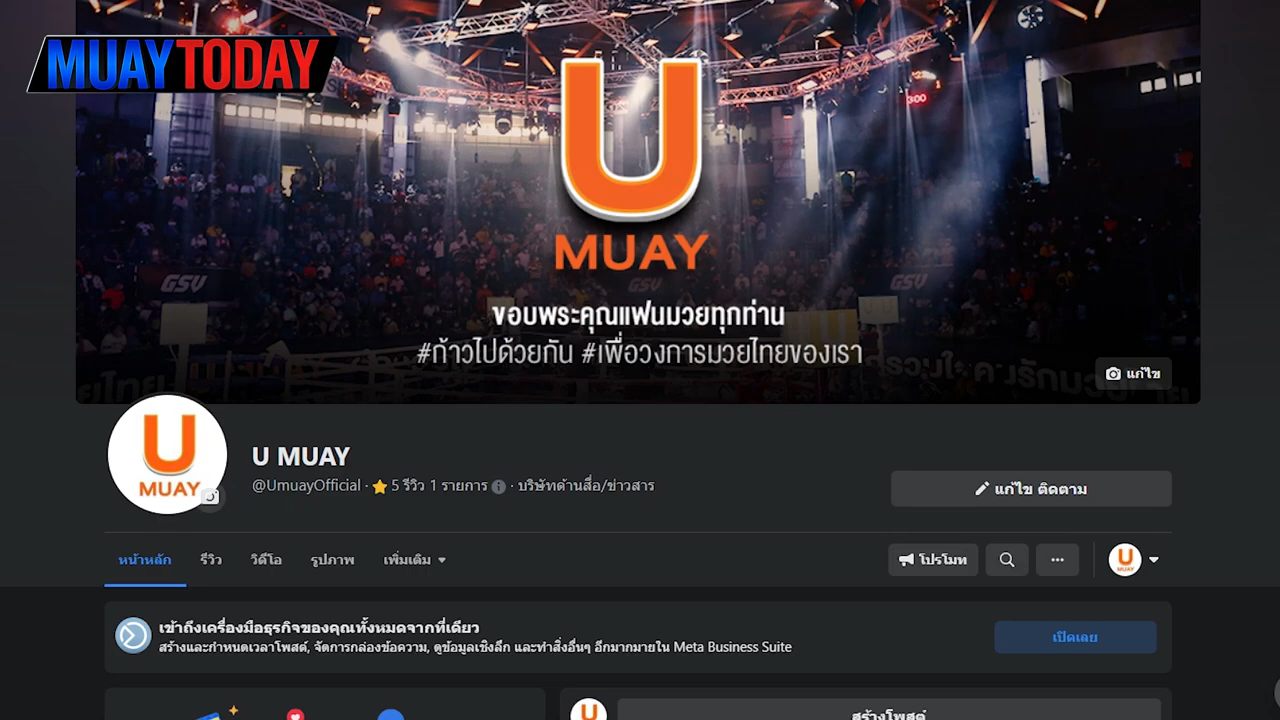 MUAYTODAY
300
U
MUAY
GSV
GSV
GSV
ขอบพระคุณแฟนมวยทุกท่าน
#ก้าวไปด้วยกัน #เพื่อวงการมวยไทยของเรา
แก้ไข
U
MUAY
U MUAY
@UmuayOfficial · 5 รีวิว 1 รายการ · บริษัทด้านสื่อ/ข่าวสาร
แก้ไข ติดตาม
หน้าหลัก รีวิว วิดีโอ รูปภาพ เพิ่มเติม
โปรโมท
U
MUAY
เข้าถึงเครื่องมือธุรกิจของคุณทั้งหมดจากที่เดียว
สร้างและกำหนดเวลาโพสต์, จัดการกล่องข้อความ, ดูข้อมูลเชิงลึก และทำสิ่งอื่นๆ อีกมากมายใน Meta Business Suite
เปิดเลย
U
สร้างโพสต์